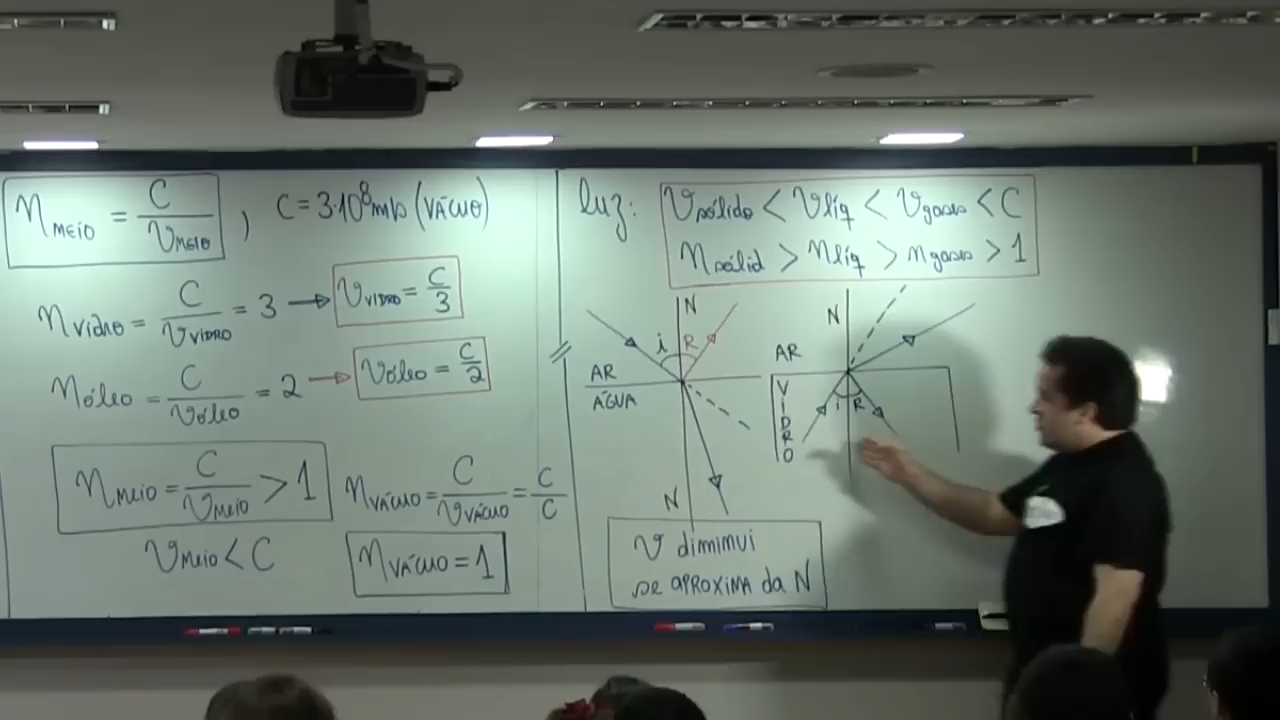 n MEIO = C / V MEIO , C = 3·10⁸ m/s (VÁCUO)
n vidro = C / V VIDRO = 3 → V VIDRO = C/3
n óleo = C / V óleo = 2 → V óleo = C/2
n MEIO = C / V MEIO > 1
V MEIO < C
n VÁCUO = C / V VÁCUO = C/C
n VÁCUO = 1
luz: V sólido < V líq < V gases < C
n sólid > n líq > n gases > 1
N
i R
AR
ÁGUA
N
V diminui
se APROXIMA da N
N
AR
VIDRO
i R